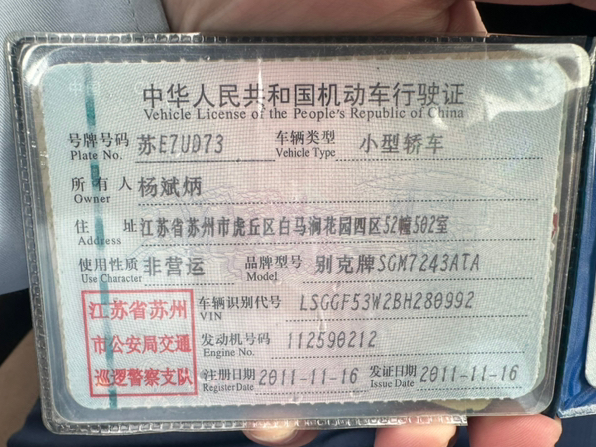 中华人民共和国机动车行驶证
Vehicle License of the People's Republic of China
号牌号码 苏E7UD73 车辆类型 小型轿车
Plate No. Vehicle Type
所有人 杨斌炳
Owner
住址 江苏省苏州市虎丘区白马涧花园四区52幢502室
Address
使用性质 非营运 品牌型号 别克牌SGM7243ATA
Use Character Model
江苏省苏州 车辆识别代号 LSGGF53W2BH280992
VIN
市公安局交通 发动机号码 112590212
Engine No.
巡逻警察支队 注册日期 2011-11-16 发证日期 2011-11-16
Register Date Issue Date